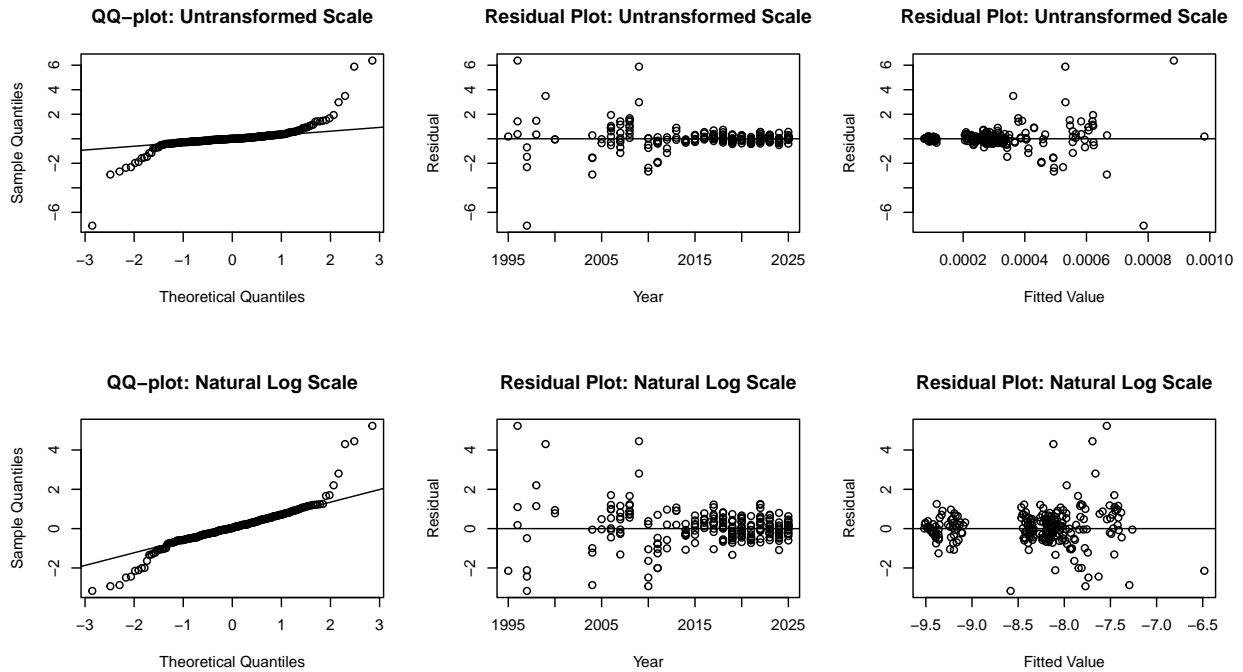 QQ−plot: Untransformed Scale
Sample Quantiles
6
2
−2
−6
−3 −2 −1 0 1 2 3
Theoretical Quantiles
Residual Plot: Untransformed Scale
Residual
6
2
−2
−6
1995 2005 2015 2025
Year
Residual Plot: Untransformed Scale
Residual
6
2
−2
−6
0.0002 0.0004 0.0006 0.0008 0.0010
Fitted Value
QQ−plot: Natural Log Scale
Sample Quantiles
4
2
0
−2
−3 −2 −1 0 1 2 3
Theoretical Quantiles
Residual Plot: Natural Log Scale
Residual
4
2
0
−2
1995 2005 2015 2025
Year
Residual Plot: Natural Log Scale
Residual
4
2
0
−2
−9.5 −9.0 −8.5 −8.0 −7.5 −7.0 −6.5
Fitted Value